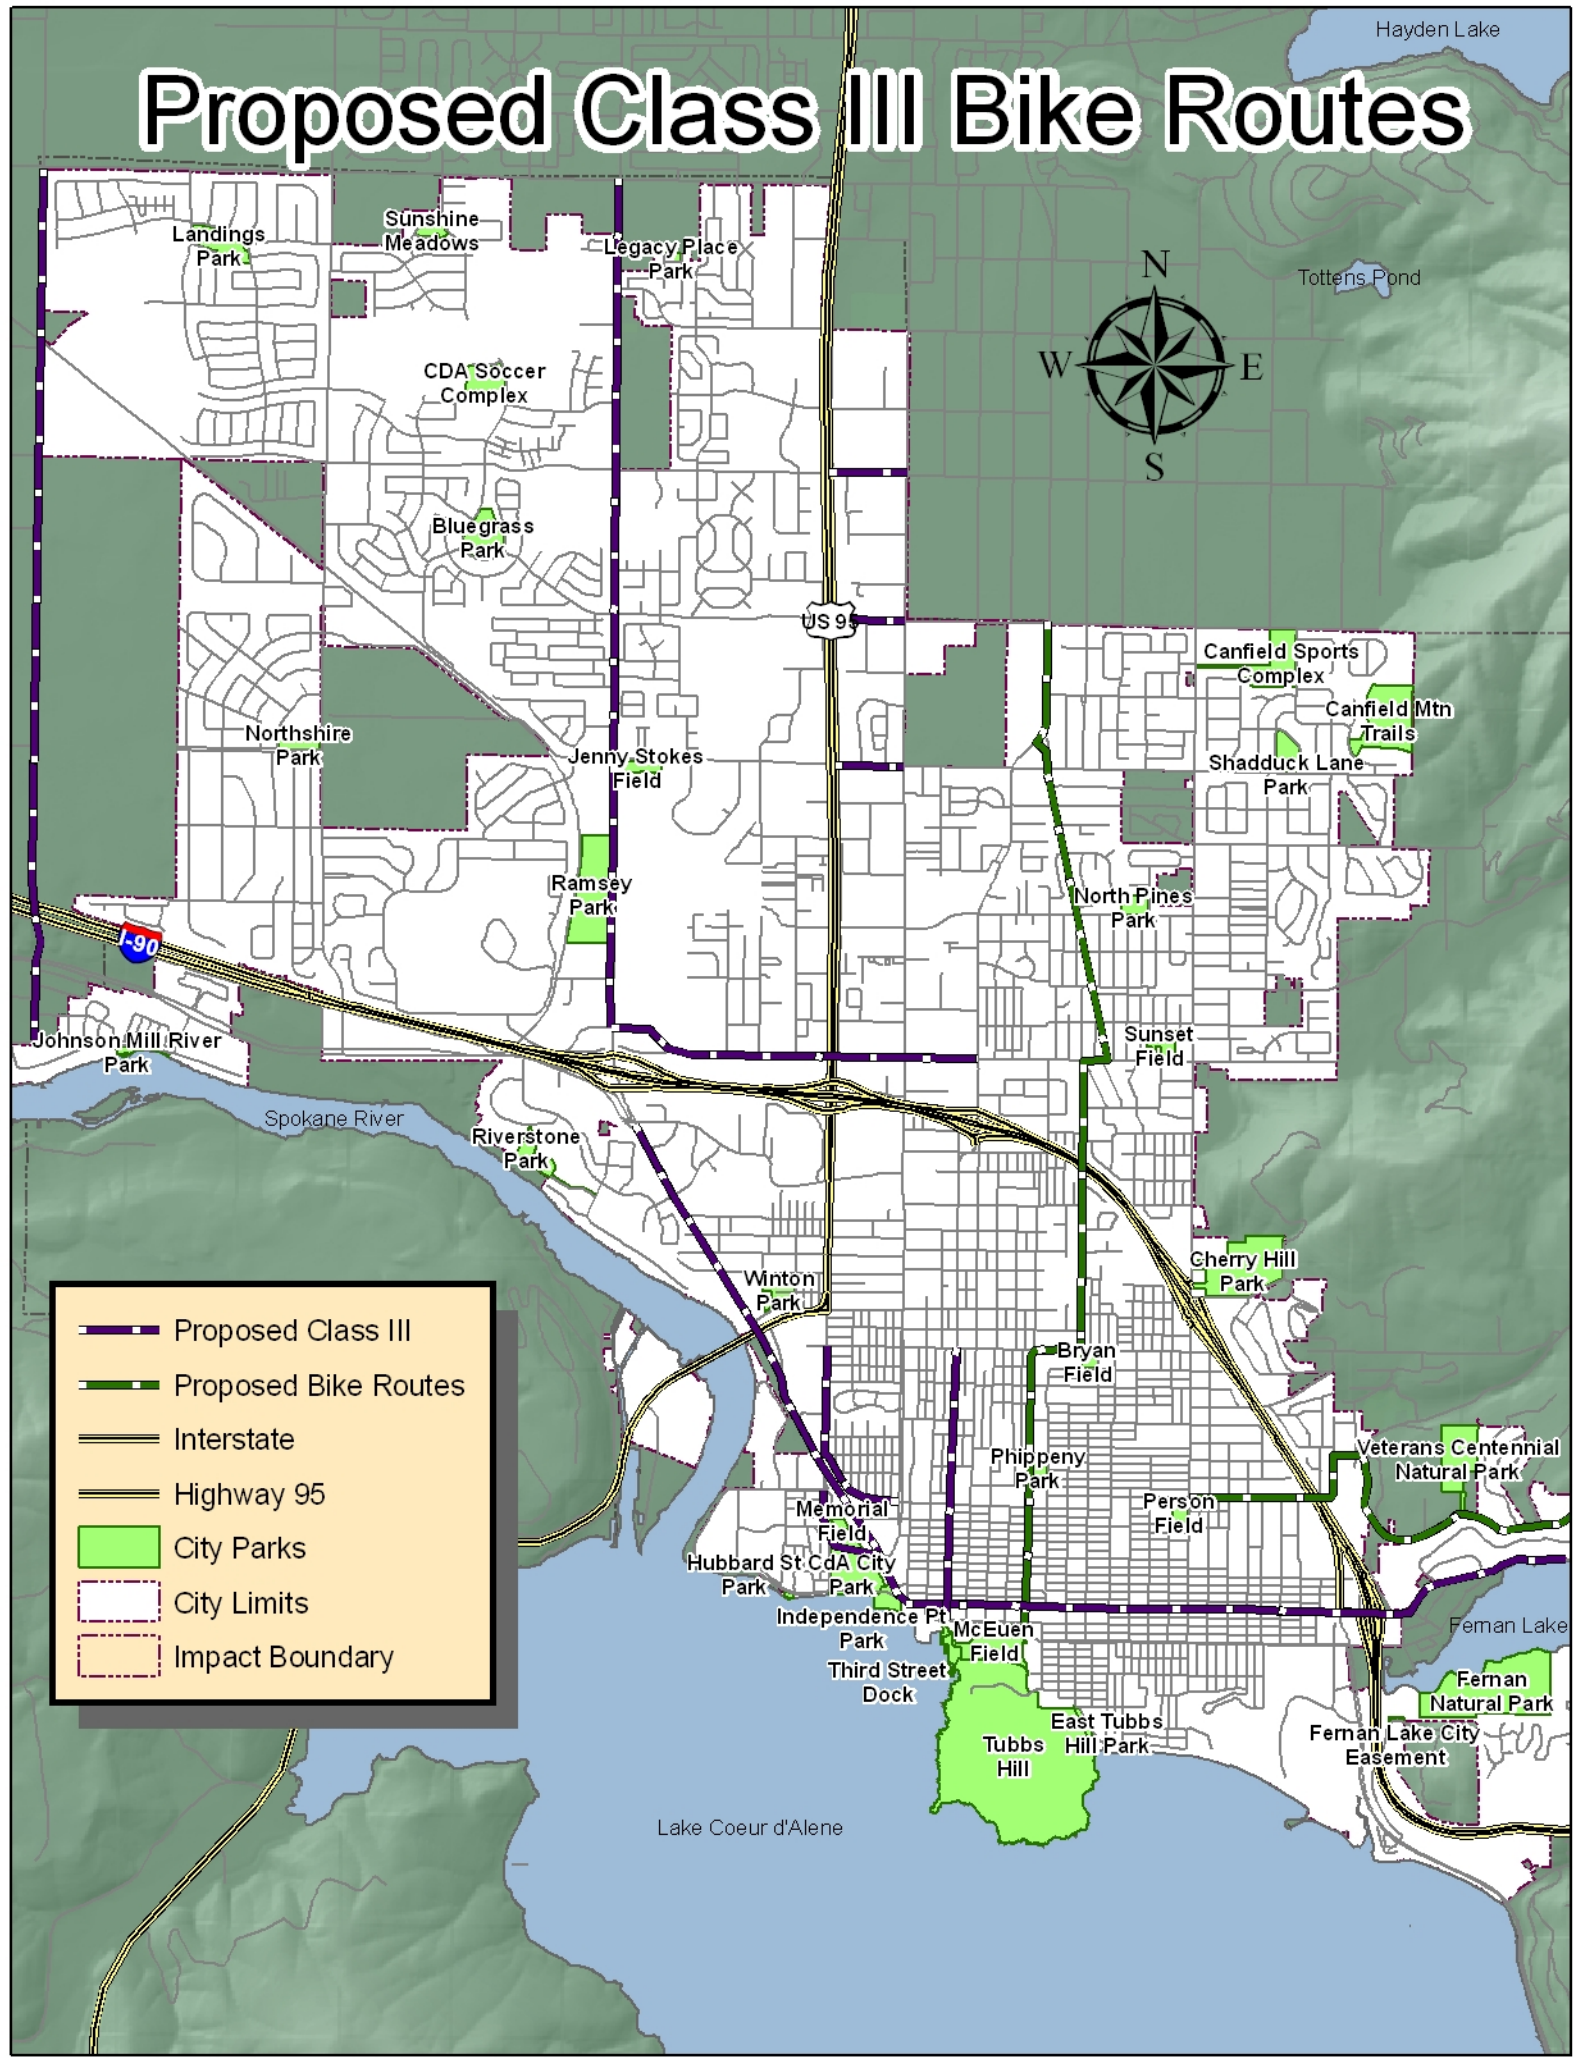 Hayden Lake
Proposed Class III Bike Routes
Landings
Park
Sunshine
Meadows
Legacy Place
Park
N
Tottens Pond
W
E
S
CDA Soccer
Complex
Bluegrass
Park
US 95
Canfield Sports
Complex
Canfield Mtn
Trails
Northshire
Park
Jenny Stokes
Field
Shadduck Lane
Park
Ramsey
Park
North Pines
Park
I-90
Johnson Mill River
Park
Sunset
Field
Spokane River
Riverstone
Park
Cherry Hill
Park
Winton
Park
Proposed Class III
Proposed Bike Routes
Interstate
Highway 95
City Parks
City Limits
Impact Boundary
Bryan
Field
Phippeny
Park
Veterans Centennial
Natural Park
Person
Field
Memorial
Field
Hubbard St
Park
CdA City
Park
Independence Pt
Park
McEuen
Field
Third Street
Dock
Fernan Lake
Fernan
Natural Park
East Tubbs
Hill Park
Tubbs
Hill
Fernan Lake City
Easement
Lake Coeur d'Alene